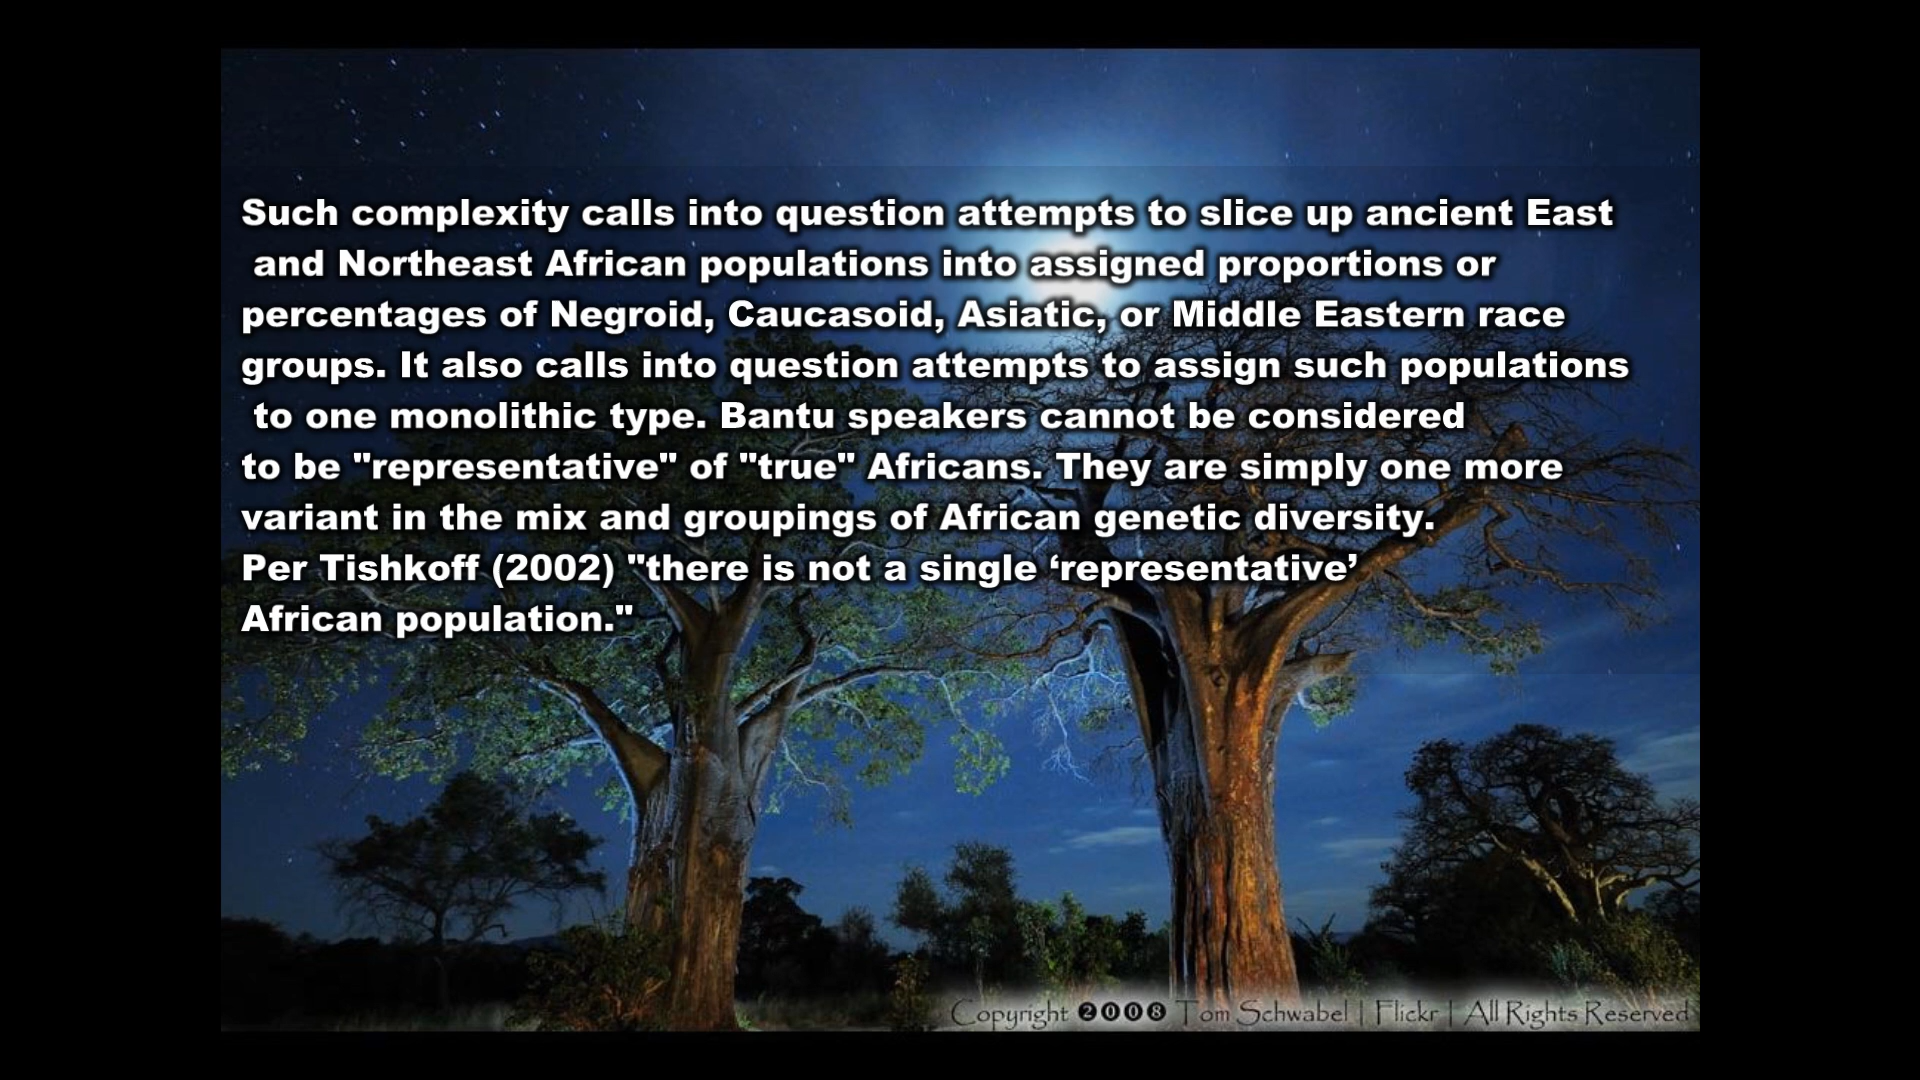 Such complexity calls into question attempts to slice up ancient East
and Northeast African populations into assigned proportions or
percentages of Negroid, Caucasoid, Asiatic, or Middle Eastern race
groups. It also calls into question attempts to assign such populations
to one monolithic type. Bantu speakers cannot be considered
to be "representative" of "true" Africans. They are simply one more
variant in the mix and groupings of African genetic diversity.
Per Tishkoff (2002) "there is not a single ‘representative’
African population."
Copyright ❷⓿⓿❽ Tom Schwabel | Flickr | All Rights Reserved